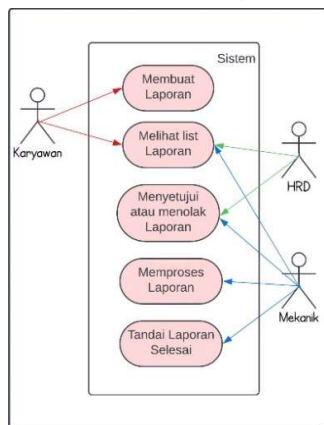 Sistem
Membuat
Laporan
Melihat list
Laporan
Karyawan
HRD
Menyetujui
atau menolak
Laporan
Memproses
Laporan
Mekanik
Tandai Laporan
Selesai